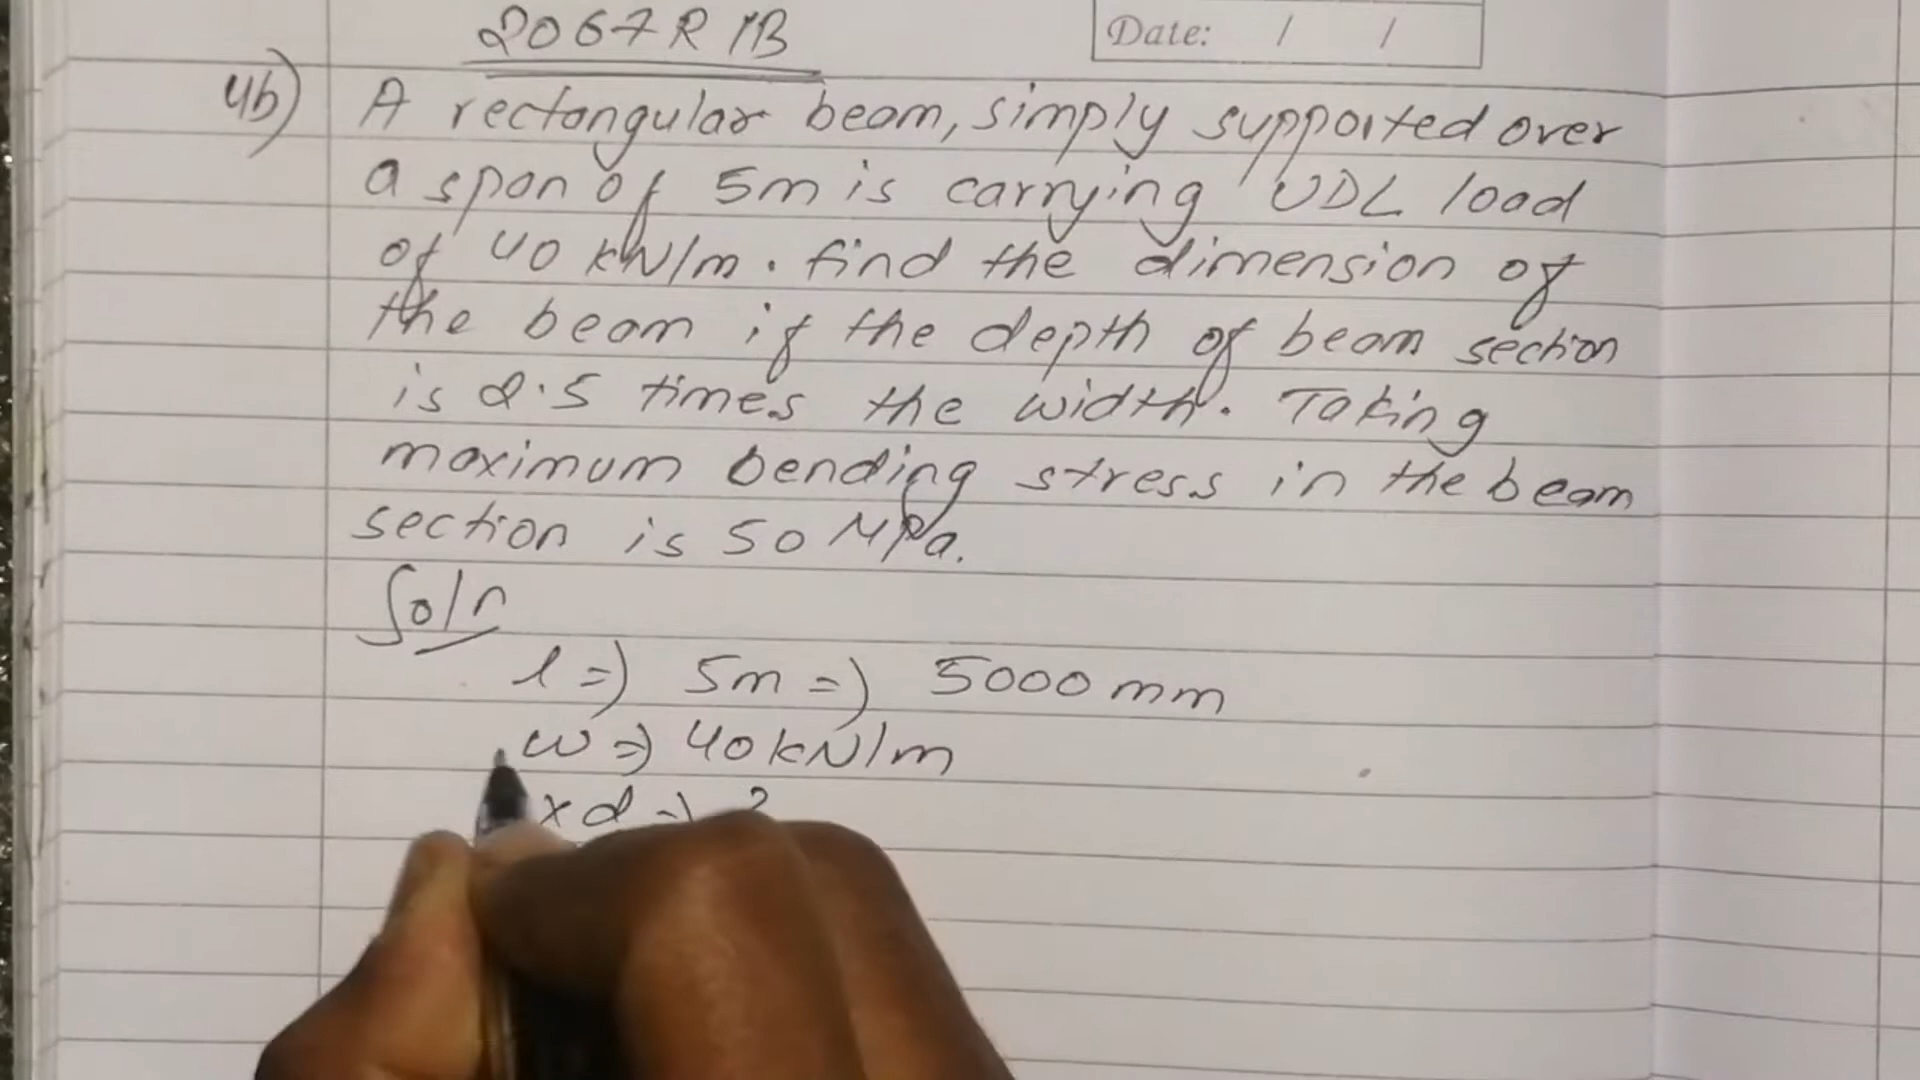 2067 R/B
Date: / /
4b) A rectangular beam, simply supported over
a span of 5m is carrying UDL load
of 40 kN/m. find the dimension of
the beam if the depth of beam section
is 2.5 times the width. Taking
maximum bending stress in the beam
section is 50 MPa.
Soln
l => 5m => 5000 mm
w => 40 kN/m
x d => ?